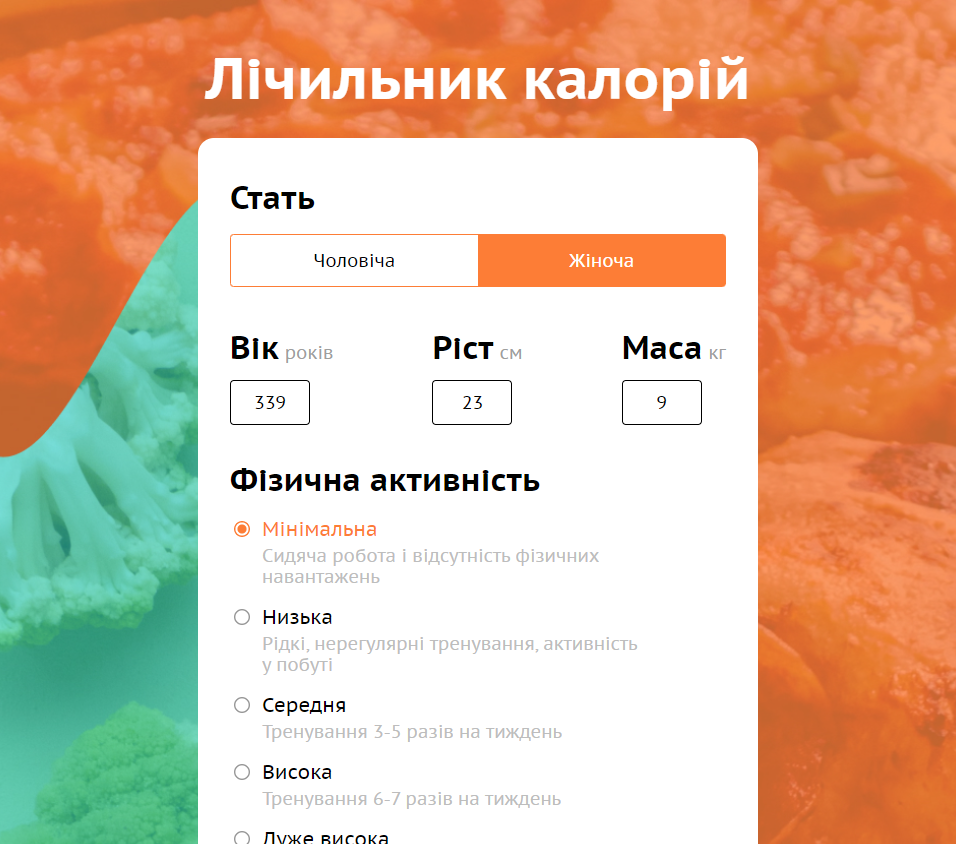 Лічильник калорій
Стать
Чоловіча Жіноча
Вік років Ріст см Маса кг
339 23 9
Фізична активність
Мінімальна
Сидяча робота і відсутність фізичних
навантажень
Низька
Рідкі, нерегулярні тренування, активність
у побуті
Середня
Тренування 3-5 разів на тиждень
Висока
Тренування 6-7 разів на тиждень
Дуже висока